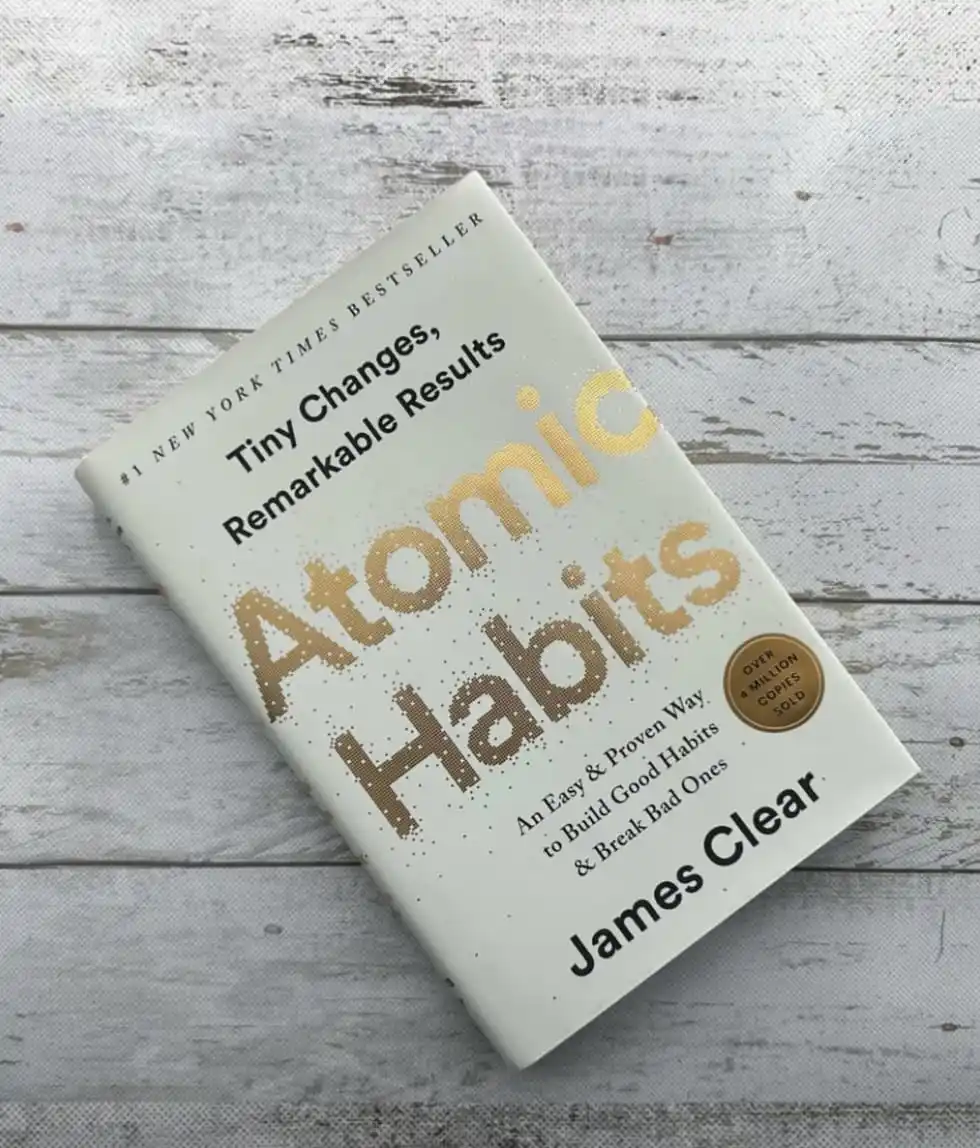 #1 NEW YORK TIMES BESTSELLER
Tiny Changes,
Remarkable Results
Atomic
Habits
An Easy & Proven Way
to Build Good Habits
& Break Bad Ones
OVER
4 MILLION
COPIES
SOLD
James Clear